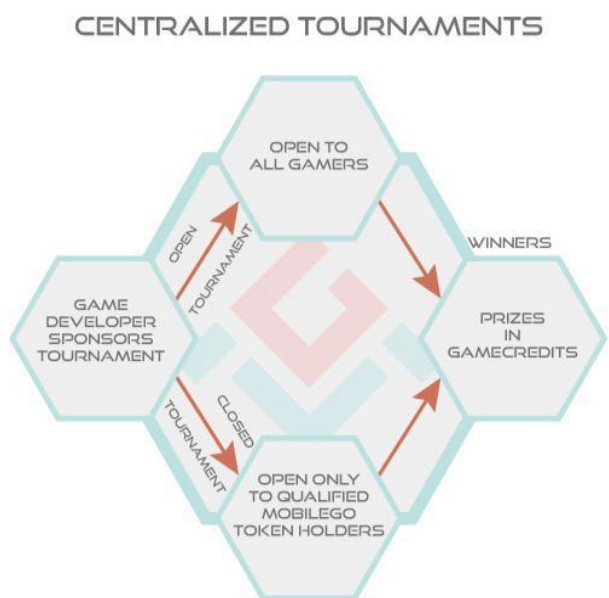 CENTRALIZED TOURNAMENTS
OPEN TO
ALL GAMERS
OPEN
TOURNAMENT
WINNERS
GAME
DEVELOPER
SPONSORS
TOURNAMENT
PRIZES
IN
GAMECREDITS
CLOSED
TOURNAMENT
OPEN ONLY
TO QUALIFIED
MOBILEGO
TOKEN HOLDERS